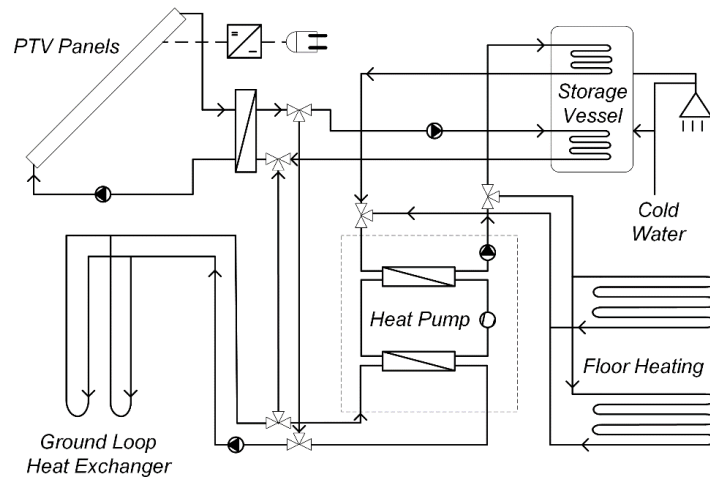 PTV Panels
=
–
Storage
Vessel
Cold
Water
Heat Pump
Floor Heating
Ground Loop
Heat Exchanger